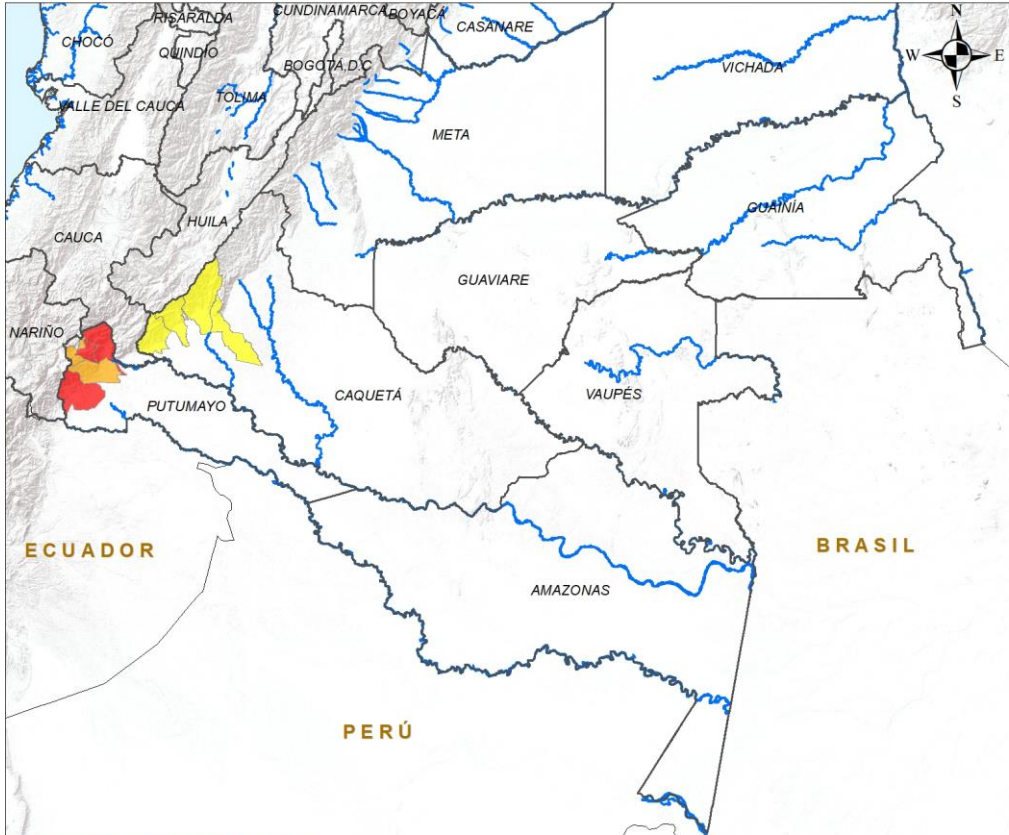 RISARALDA
CUNDINAMARCA
BOYACÁ
CASANARE
N
CHOCÓ
QUINDÍO
BOGOTÁ D.C
VICHADA
W
E
VALLE DEL CAUCA
TOLIMA
S
META
HUILA
GUAINÍA
CAUCA
GUAVIARE
NARIÑO
PUTUMAYO
CAQUETÁ
VAUPÉS
ECUADOR
BRASIL
AMAZONAS
PERÚ